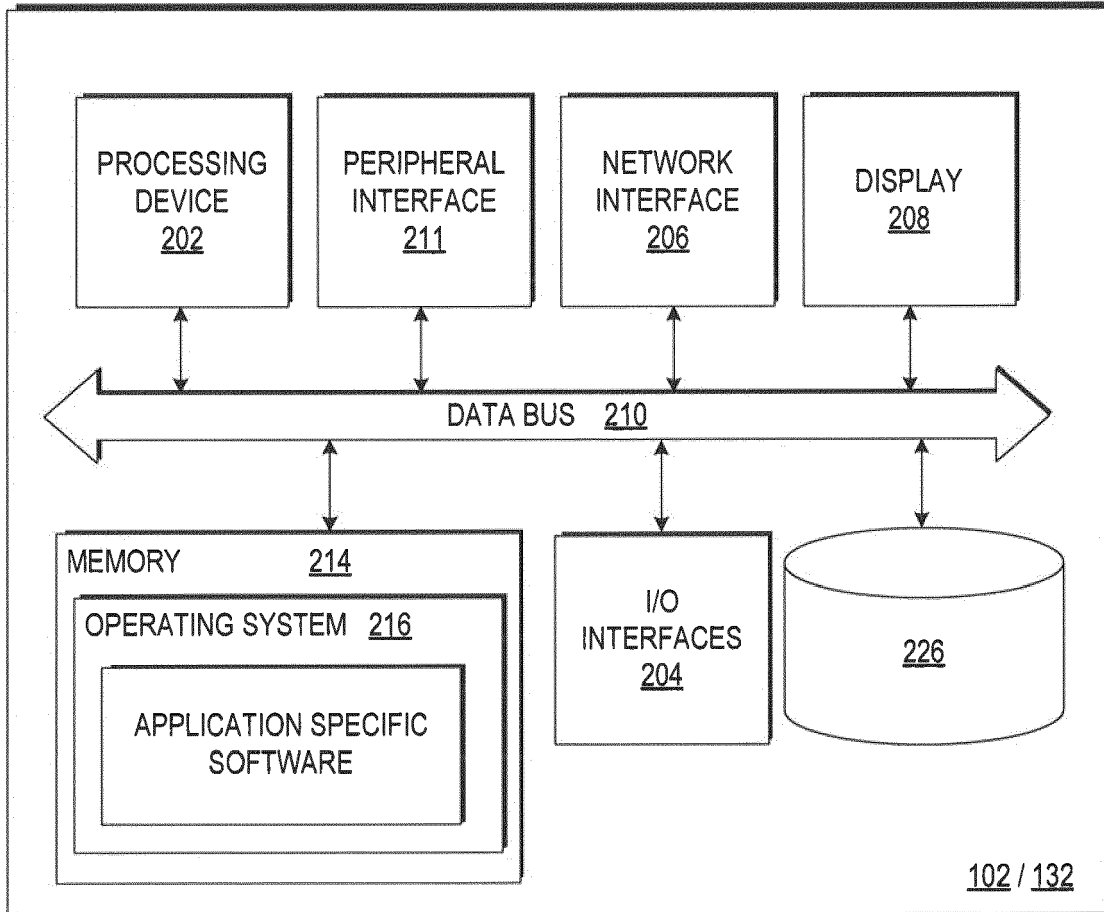 PROCESSING
DEVICE
202
PERIPHERAL
INTERFACE
211
NETWORK
INTERFACE
206
DISPLAY
208
DATA BUS 210
MEMORY 214
OPERATING SYSTEM 216
APPLICATION SPECIFIC
SOFTWARE
I/O
INTERFACES
204
226
102 / 132